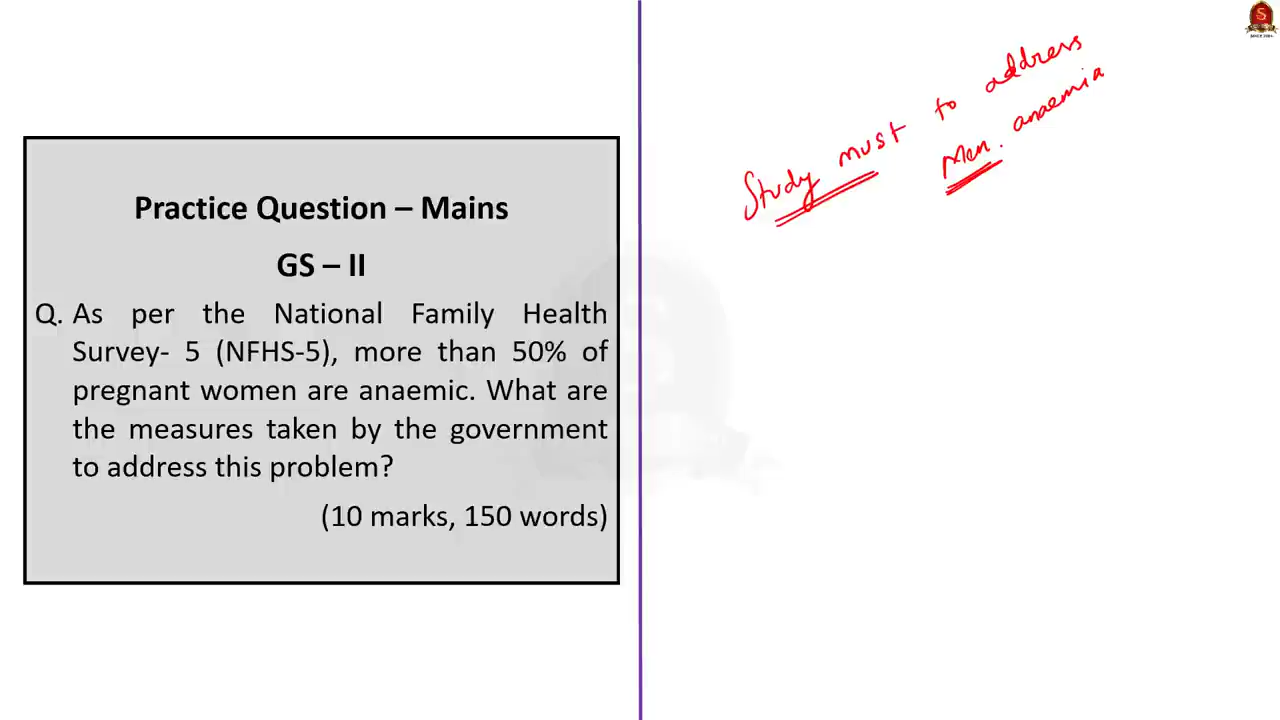 Practice Question – Mains
GS – II
Q. As per the National Family Health
Survey- 5 (NFHS-5), more than 50% of
pregnant women are anaemic. What are
the measures taken by the government
to address this problem?
(10 marks, 150 words)
Study must to address
Men. anaemia
S
SINCE 2004